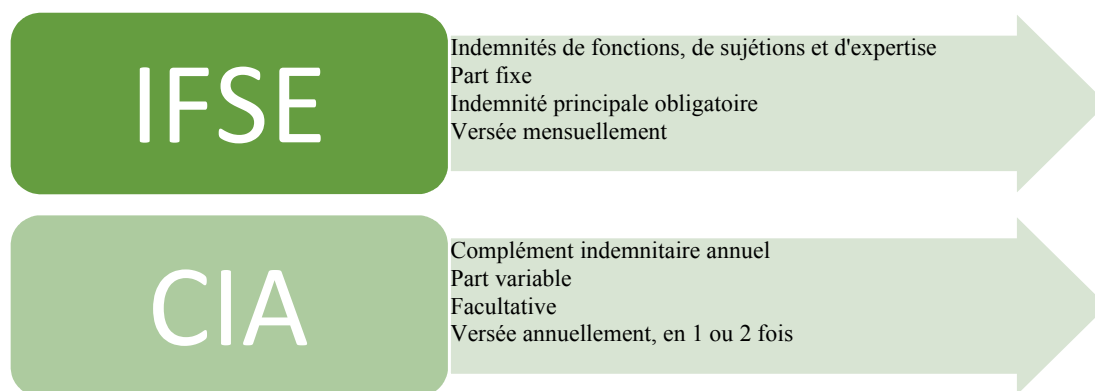 IFSE
Indemnités de fonctions, de sujétions et d'expertise
Part fixe
Indemnité principale obligatoire
Versée mensuellement
CIA
Complément indemnitaire annuel
Part variable
Facultative
Versée annuellement, en 1 ou 2 fois